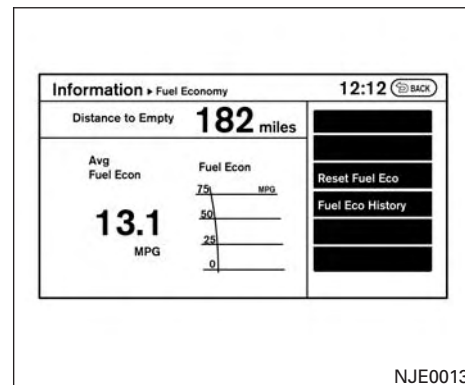 Information ▸ Fuel Economy 12:12 BACK
Distance to Empty 182 miles
Avg
Fuel Econ
13.1
MPG
Fuel Econ
75 MPG
50
25
0
Reset Fuel Eco
Fuel Eco History
NJE0013